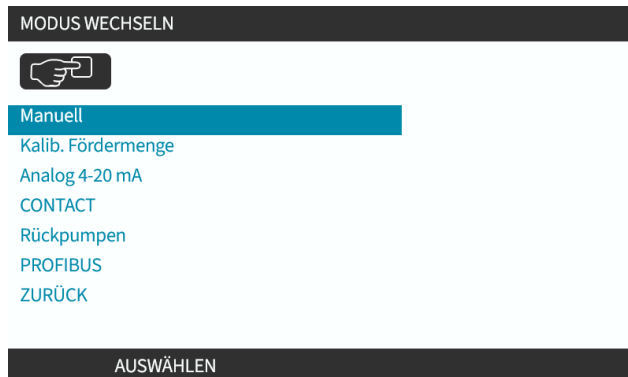 MODUS WECHSELN
Manuell
Kalib. Fördermenge
Analog 4-20 mA
CONTACT
Rückpumpen
PROFIBUS
ZURÜCK
AUSWÄHLEN